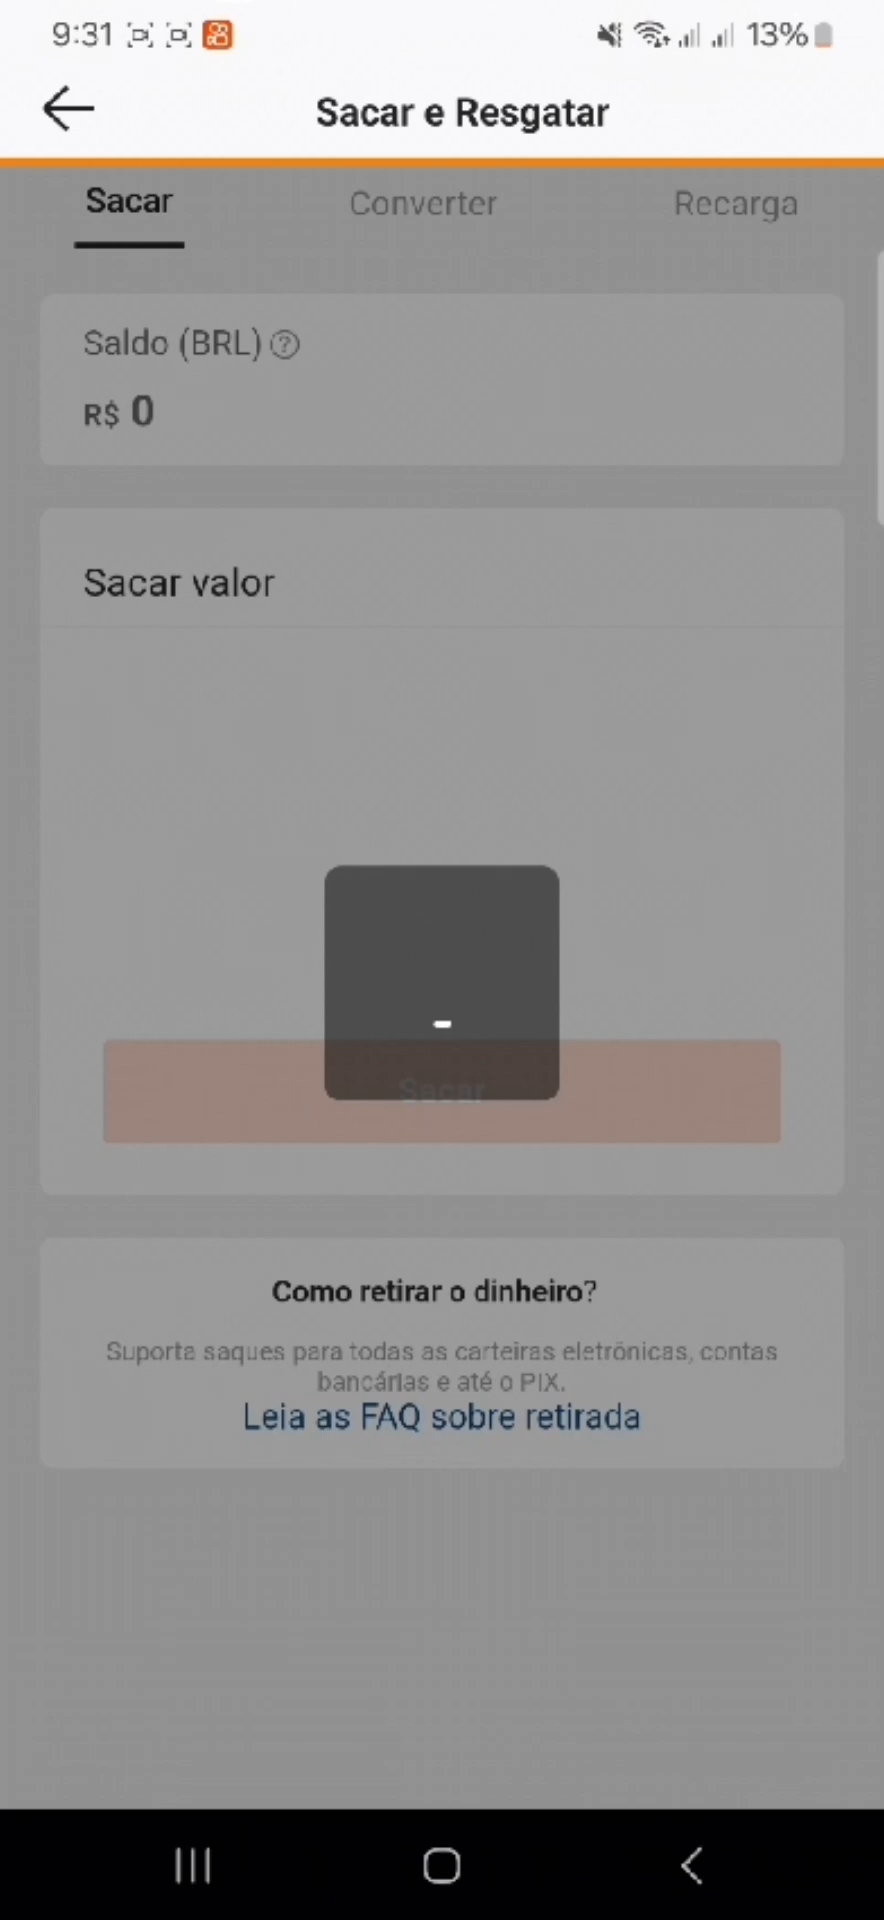 9:31
13%
Sacar e Resgatar
Sacar
Converter
Recarga
Saldo (BRL)
R$ 0
Sacar valor
Sacar
Como retirar o dinheiro?
Suporta saques para todas as carteiras eletrônicas, contas
bancárias e até o PIX.
Leia as FAQ sobre retirada